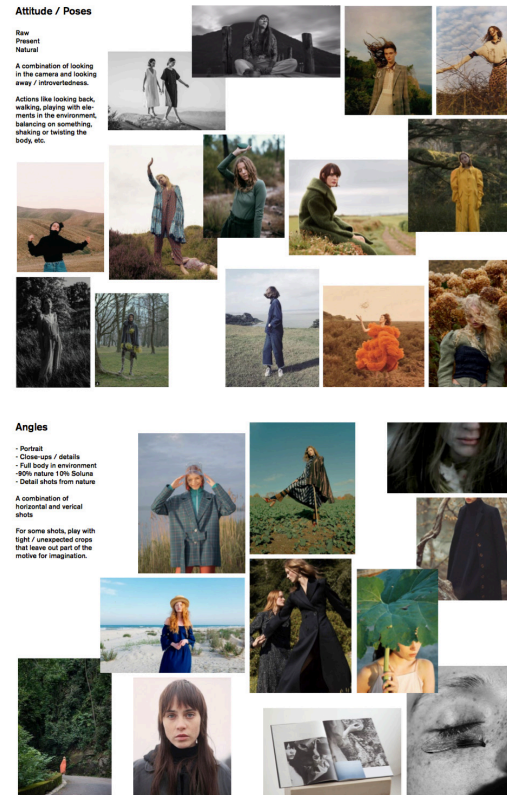 Attitude / Poses
Raw
Present
Natural
A combination of looking
in the camera and looking
away / introvertedness.
Actions like looking back,
walking, playing with ele-
ments in the environment,
balancing on something,
shaking or twisting the
body, etc.
Angles
- Portrait
- Close-ups / details
- Full body in environment
-90% nature 10% Soluna
- Detail shots from nature
A combination of
horizontal and verical
shots
For some shots, play with
tight / unexpected crops
that leave out part of the
motive for imagination.